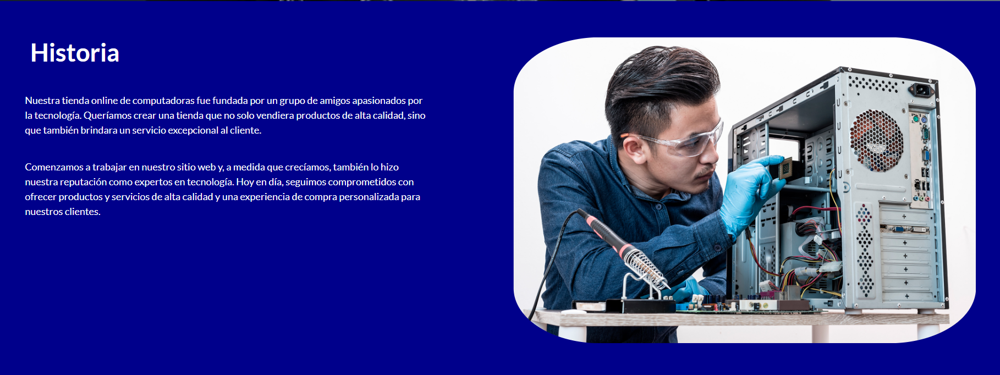 Historia
Nuestra tienda online de computadoras fue fundada por un grupo de amigos apasionados por
la tecnología. Queríamos crear una tienda que no solo vendiera productos de alta calidad, sino
que también brindara un servicio excepcional al cliente.
Comenzamos a trabajar en nuestro sitio web y, a medida que crecíamos, también lo hizo
nuestra reputación como expertos en tecnología. Hoy en día, seguimos comprometidos con
ofrecer productos y servicios de alta calidad y una experiencia de compra personalizada para
nuestros clientes.